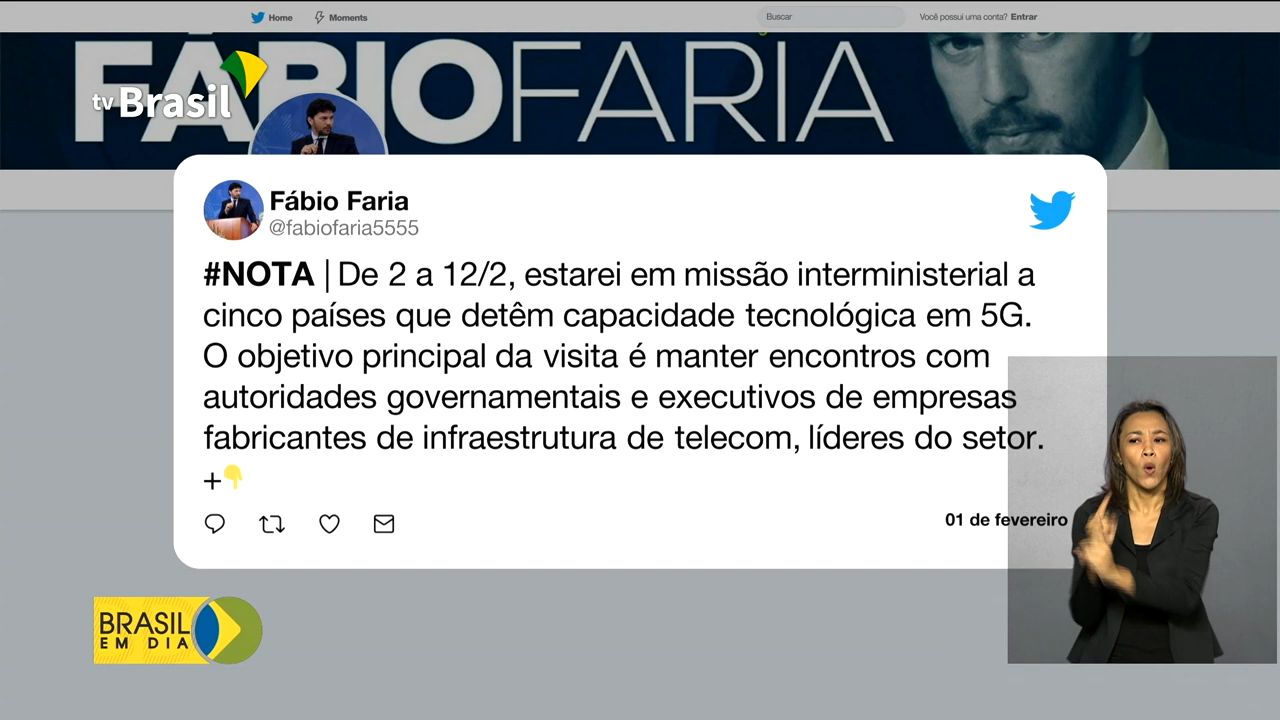 Home
Moments
Buscar
Você possui uma conta? Entrar
FÁBIOFARIA
tv Brasil
Fábio Faria
@fabiofaria5555
#NOTA | De 2 a 12/2, estarei em missão interministerial a
cinco países que detêm capacidade tecnológica em 5G.
O objetivo principal da visita é manter encontros com
autoridades governamentais e executivos de empresas
fabricantes de infraestrutura de telecom, líderes do setor.
+👇
01 de fevereiro
BRASIL
EM DIA